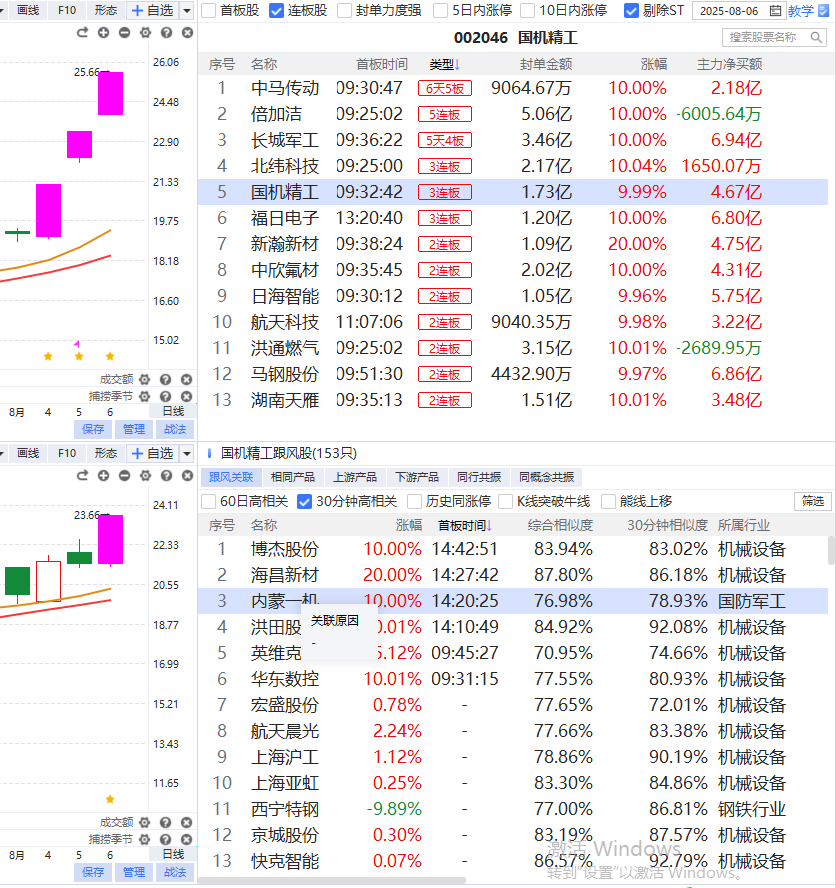 画线 F10 形态 自选
首板股 连板股 封单力度强 5日内涨停 10日内涨停 剔除ST 2025-08-06 教学
002046 国机精工 搜索股票名称
序号 名称 首板时间 类型↓ 封单金额 涨幅 主力净买额
1 中马传动 09:30:47 6天5板 9064.67万 10.00% 2.18亿
2 倍加洁 09:25:02 5连板 5.06亿 10.00% -6005.64万
3 长城军工 09:36:22 5天4板 3.46亿 10.00% 6.94亿
4 北纬科技 09:25:00 3连板 2.17亿 10.04% 1650.07万
5 国机精工 09:32:42 3连板 1.73亿 9.99% 4.67亿
6 福日电子 13:20:40 3连板 1.20亿 10.00% 6.80亿
7 新瀚新材 09:38:24 2连板 1.09亿 20.00% 4.75亿
8 中欣氟材 09:35:45 2连板 2.02亿 10.00% 4.31亿
9 日海智能 09:30:12 2连板 1.05亿 9.96% 5.75亿
10 航天科技 11:07:06 2连板 9040.35万 9.98% 3.22亿
11 洪通燃气 09:25:02 2连板 3.15亿 10.01% -2689.95万
12 马钢股份 09:51:30 2连板 4432.90万 9.97% 6.86亿
13 湖南天雁 09:35:13 2连板 1.51亿 10.01% 3.48亿
25.66
26.06
24.48
22.90
21.33
19.75
18.18
16.60
15.02
成交额
捕捞季节
8月 4 5 6 日线
保存 管理 战法
画线 F10 形态 自选
国机精工跟风股(153只)
跟风关联 相同产品 上游产品 下游产品 同行共振 同概念共振
60日高相关 30分钟高相关 历史同涨停 K线突破牛线 能线上移 筛选
序号 名称 涨幅 首板时间↓ 综合相似度 30分钟相似度 所属行业
1 博杰股份 10.00% 14:42:51 83.94% 83.02% 机械设备
2 海昌新材 20.00% 14:27:42 87.80% 86.18% 机械设备
3 内蒙一机 10.00% 14:20:25 76.98% 78.93% 国防军工
4 洪田股 0.01% 14:10:49 84.92% 92.08% 机械设备
5 英维克 5.12% 09:45:27 70.95% 74.66% 机械设备
6 华东数控 10.01% 09:31:15 77.55% 80.93% 机械设备
7 宏盛股份 0.78% - 77.65% 72.01% 机械设备
8 航天晨光 2.24% - 77.66% 83.38% 机械设备
9 上海沪工 1.12% - 78.86% 90.19% 机械设备
10 上海亚虹 0.25% - 83.30% 84.86% 机械设备
11 西宁特钢 -9.89% - 77.00% 86.81% 钢铁行业
12 京城股份 0.30% - 83.19% 87.57% 机械设备
13 快克智能 0.07% - 86.57% 92.79% 机械设备
关联原因
-
23.66
24.11
22.33
20.55
18.77
16.99
15.21
13.43
11.65
成交额
捕捞季节
8月 4 5 6 日线
保存 管理 战法
激活 Windows
转到"设置"以激活 Windows。